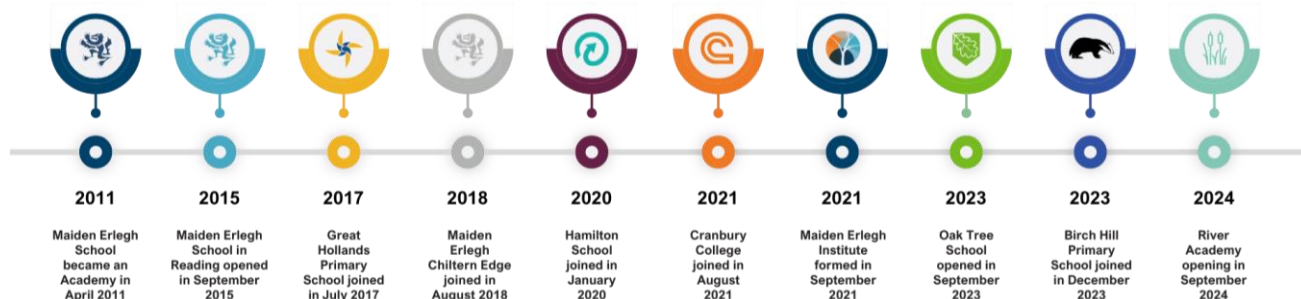 2011
Maiden Erlegh
School
became an
Academy in
April 2011
2015
Maiden Erlegh
School in
Reading opened
in September
2015
2017
Great
Hollands
Primary
School joined
in July 2017
2018
Maiden
Erlegh
Chiltern Edge
joined in
August 2018
2020
Hamilton
School
joined in
January
2020
2021
Cranbury
College
joined in
August
2021
2021
Maiden Erlegh
Institute
formed in
September
2021
2023
Oak Tree
School
opened in
September
2023
2023
Birch Hill
Primary
School joined
in December
2023
2024
River
Academy
opening in
September
2024